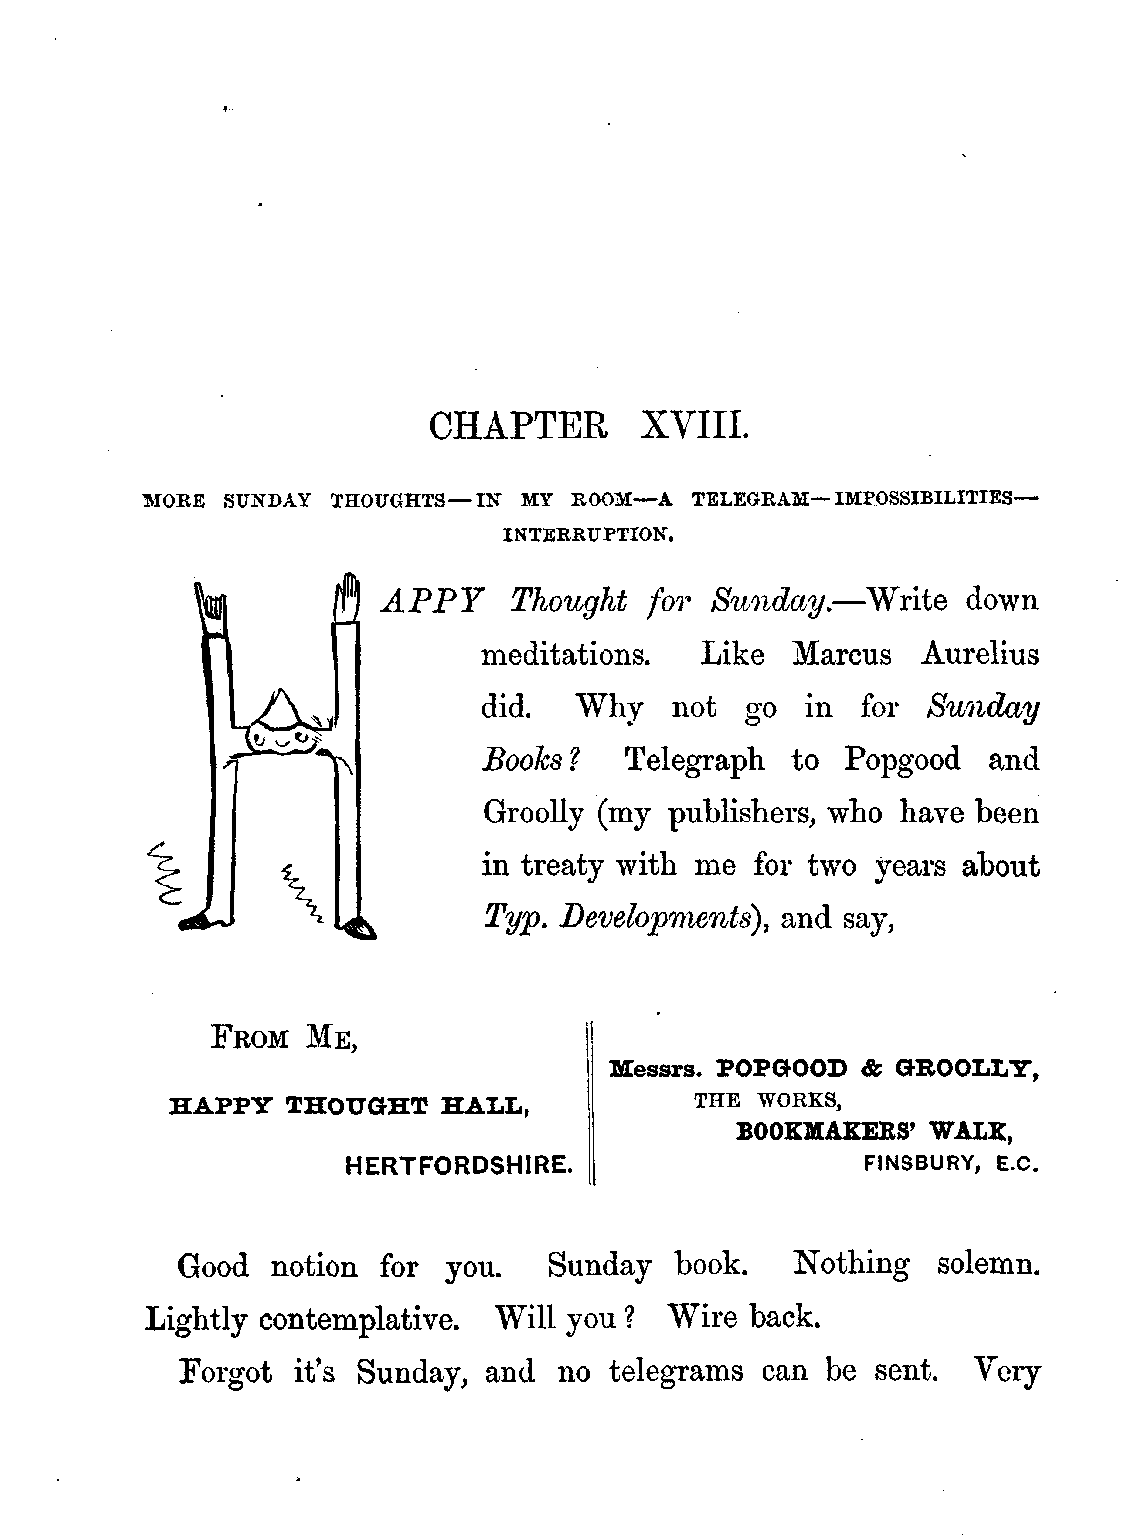 CHAPTER XVIII.
MORE SUNDAY THOUGHTS—IN MY ROOM—A TELEGRAM—IMPOSSIBILITIES—
INTERRUPTION.
HAPPY Thought for Sunday.—Write down
meditations. Like Marcus Aurelius
did. Why not go in for Sunday
Books? Telegraph to Popgood and
Groolly (my publishers, who have been
in treaty with me for two years about
Typ. Developments), and say,
FROM ME,
HAPPY THOUGHT HALL,
HERTFORDSHIRE.
Messrs. POPGOOD & GROOLLY,
THE WORKS,
BOOKMAKERS' WALK,
FINSBURY, E.C.
Good notion for you. Sunday book. Nothing solemn.
Lightly contemplative. Will you? Wire back.
Forgot it's Sunday, and no telegrams can be sent. Very